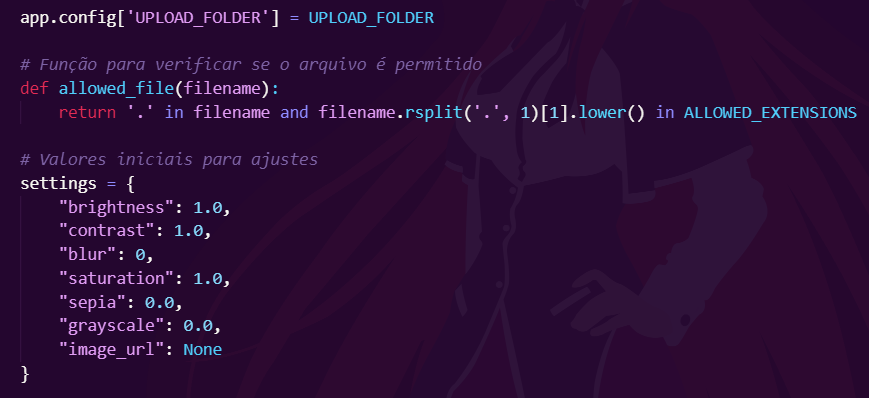 app.config['UPLOAD_FOLDER'] = UPLOAD_FOLDER

# Função para verificar se o arquivo é permitido
def allowed_file(filename):
    return '.' in filename and filename.rsplit('.', 1)[1].lower() in ALLOWED_EXTENSIONS

# Valores iniciais para ajustes
settings = {
    "brightness": 1.0,
    "contrast": 1.0,
    "blur": 0,
    "saturation": 1.0,
    "sepia": 0.0,
    "grayscale": 0.0,
    "image_url": None
}